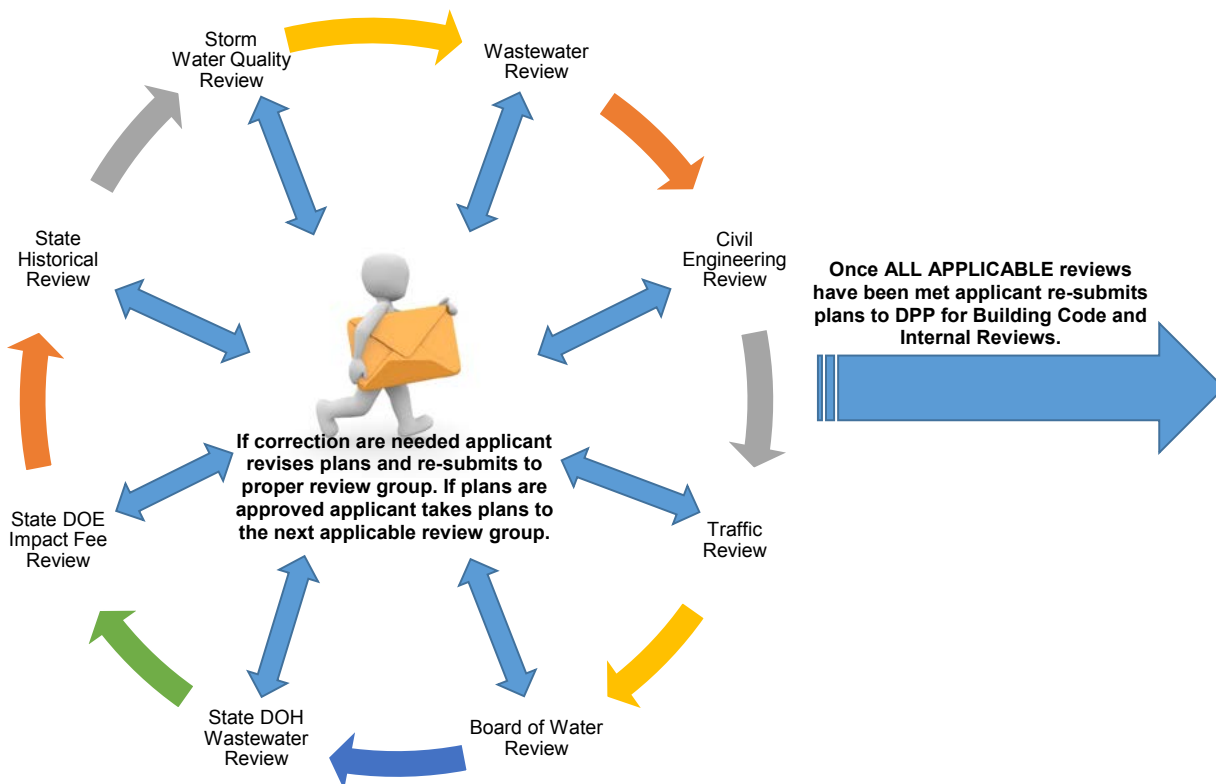 Storm
Water Quality
Review
Wastewater
Review
Civil
Engineering
Review
Traffic
Review
Board of Water
Review
State DOH
Wastewater
Review
State DOE
Impact Fee
Review
State
Historical
Review
If correction are needed applicant
revises plans and re-submits to
proper review group. If plans are
approved applicant takes plans to
the next applicable review group.
Once ALL APPLICABLE reviews
have been met applicant re-submits
plans to DPP for Building Code and
Internal Reviews.